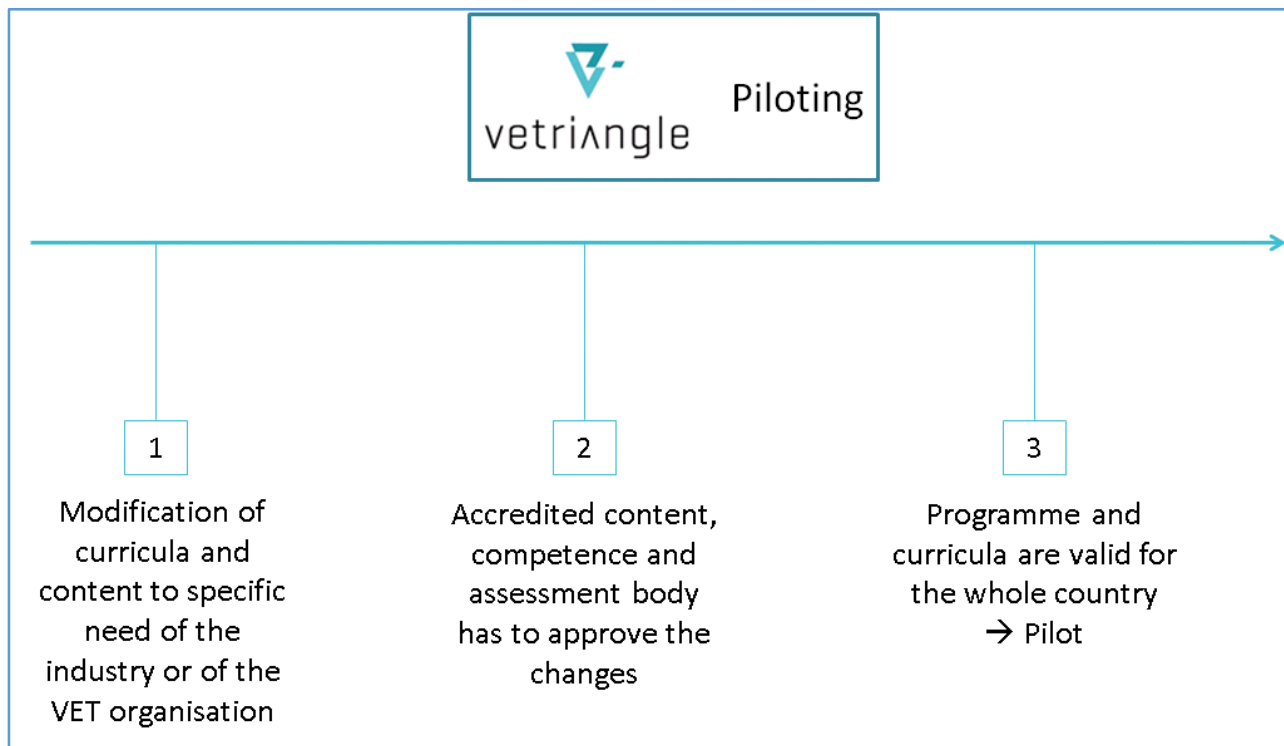 vetriangle
Piloting
1
Modification of
curricula and
content to specific
need of the
industry or of the
VET organisation
2
Accredited content,
competence and
assessment body
has to approve the
changes
3
Programme and
curricula are valid for
the whole country
→ Pilot